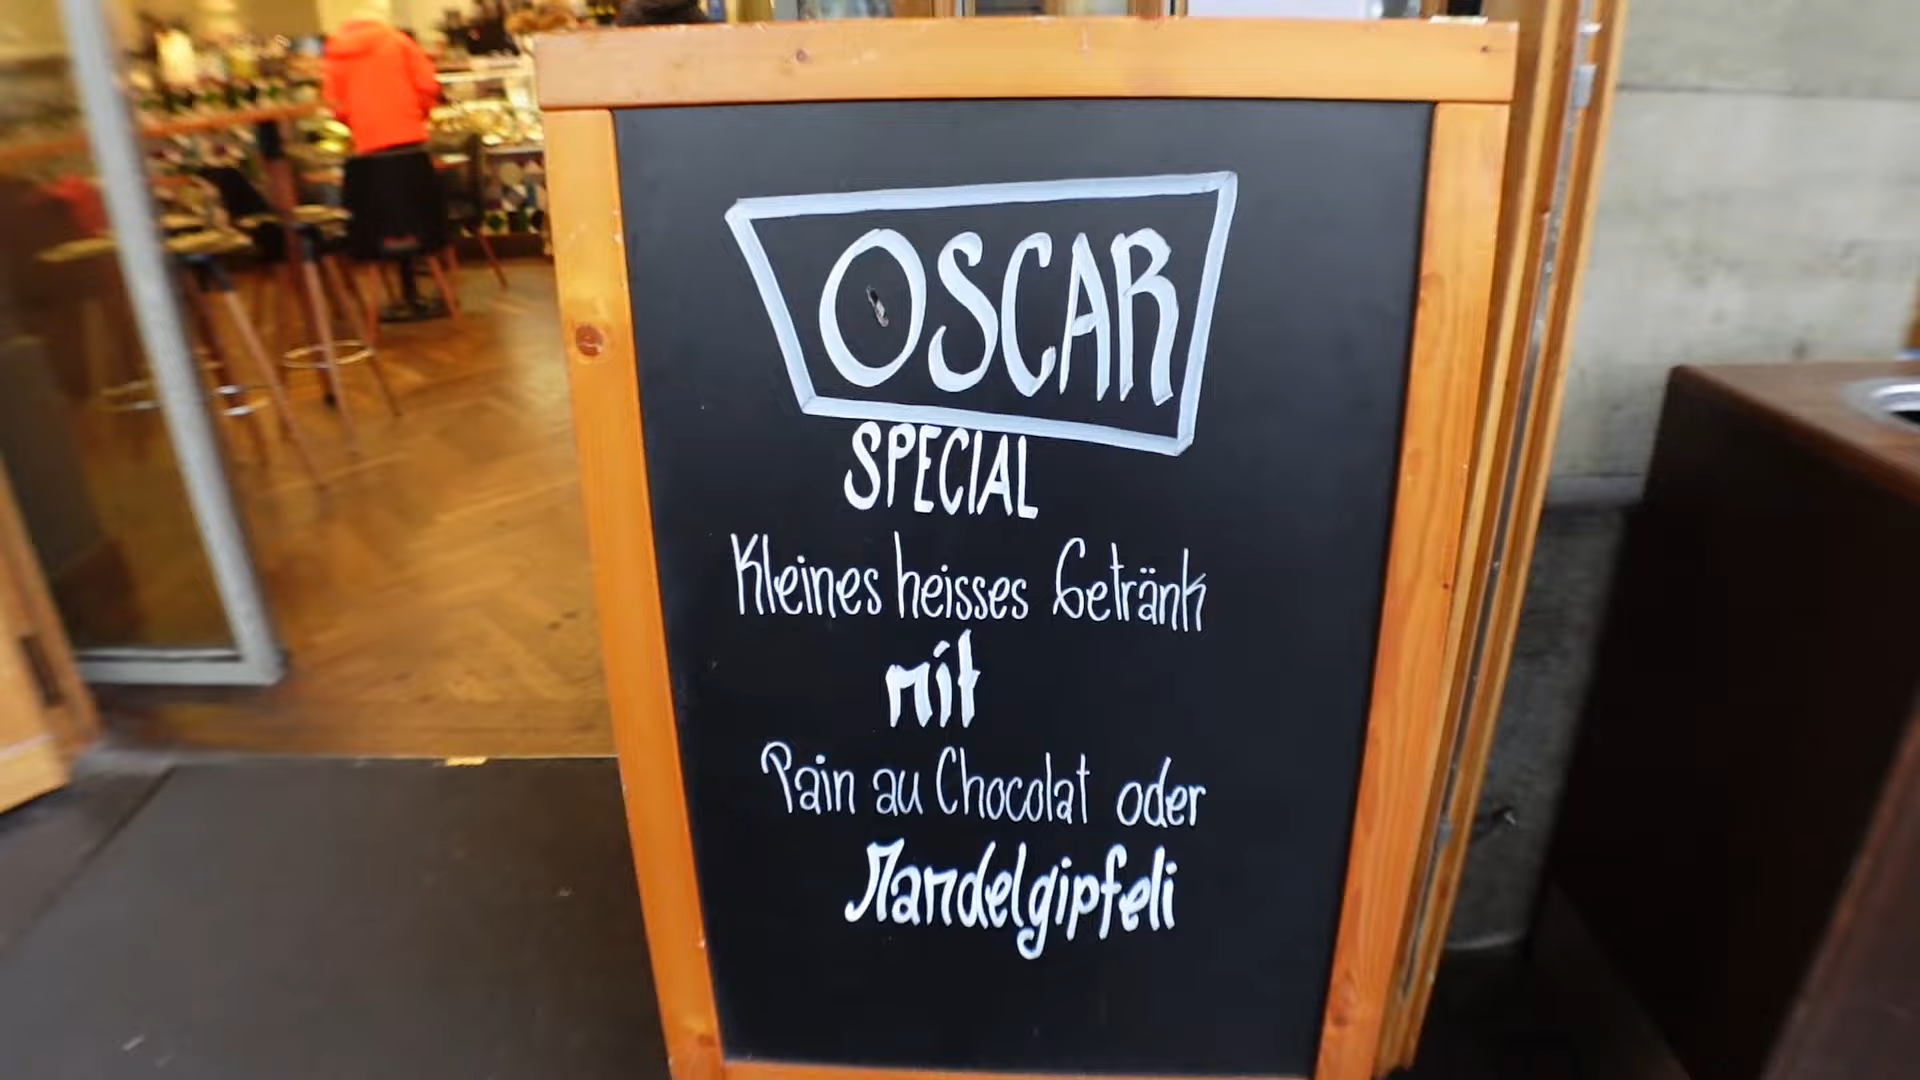 OSCAR
SPECIAL
Kleines heisses Getränk
mit
Pain au Chocolat oder
Mandelgipfeli